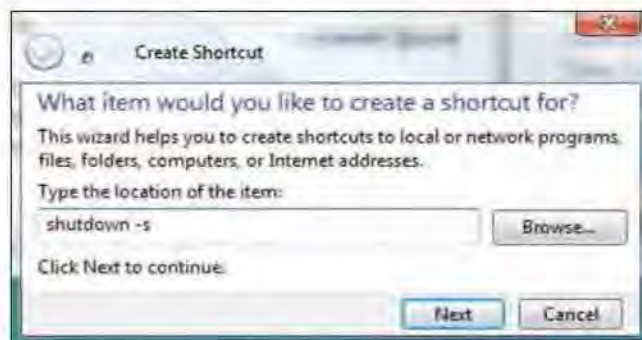 Create Shortcut
What item would you like to create a shortcut for?
This wizard helps you to create shortcuts to local or network programs,
files, folders, computers, or Internet addresses.
Type the location of the item:
shutdown -s
Browse...
Click Next to continue.
Next
Cancel